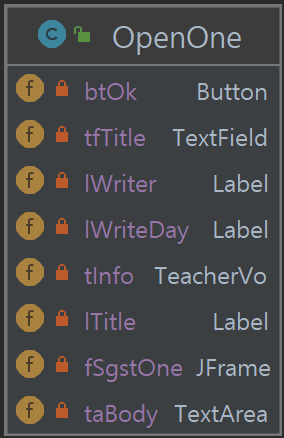 C OpenOne
f btOk Button
f tfTitle TextField
f lWriter Label
f lWriteDay Label
f tInfo TeacherVo
f lTitle Label
f fSgstOne JFrame
f taBody TextArea